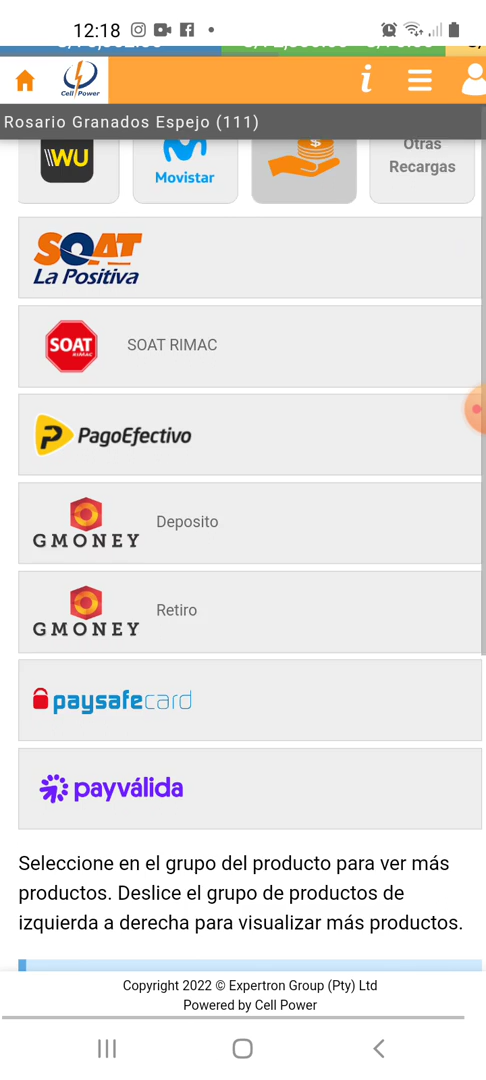 12:18
Cell Power
i
Rosario Granados Espejo (111)
WU
Movistar
$
Otras
Recargas
SOAT
La Positiva
SOAT
RIMAC
SOAT RIMAC
PagoEfectivo
GMONEY
Deposito
GMONEY
Retiro
paysafecard
payválida
Seleccione en el grupo del producto para ver más
productos. Deslice el grupo de productos de
izquierda a derecha para visualizar más productos.
Copyright 2022 © Expertron Group (Pty) Ltd
Powered by Cell Power